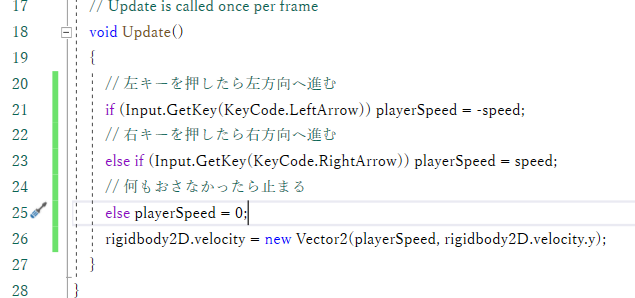 17 // Update is called once per frame
18 void Update()
19 {
20 // 左キーを押したら左方向へ進む
21 if (Input.GetKey(KeyCode.LeftArrow)) playerSpeed = -speed;
22 // 右キーを押したら右方向へ進む
23 else if (Input.GetKey(KeyCode.RightArrow)) playerSpeed = speed;
24 // 何もおさなかったら止まる
25 else playerSpeed = 0;
26 rigidbody2D.velocity = new Vector2(playerSpeed, rigidbody2D.velocity.y);
27 }
28 }